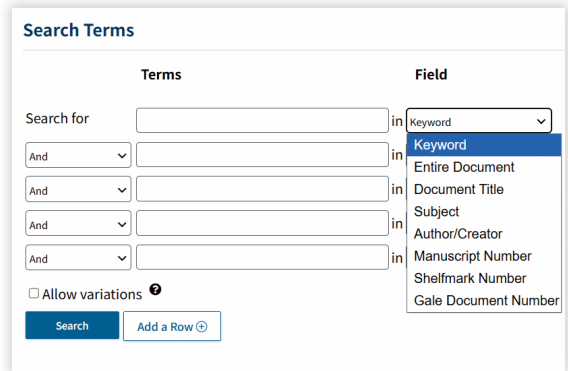 Search Terms
Terms Field
Search for in Keyword
Keyword
And in
Entire Document
And in Document Title
Subject
And in Author/Creator
Manuscript Number
And in
Shelfmark Number
Allow variations ?
Gale Document Number
Search Add a Row